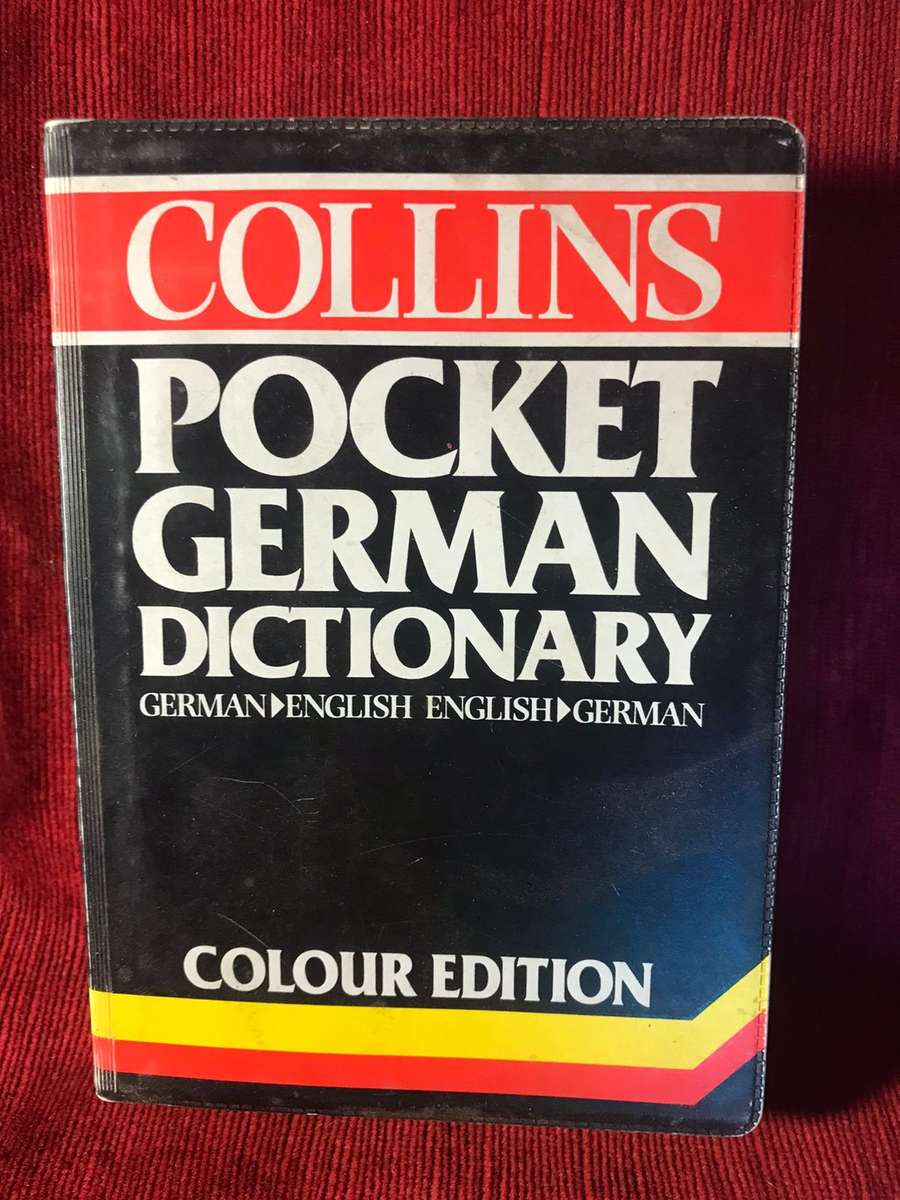 COLLINS
POCKET
GERMAN
DICTIONARY
GERMAN▶ENGLISH ENGLISH▶GERMAN
COLOUR EDITION